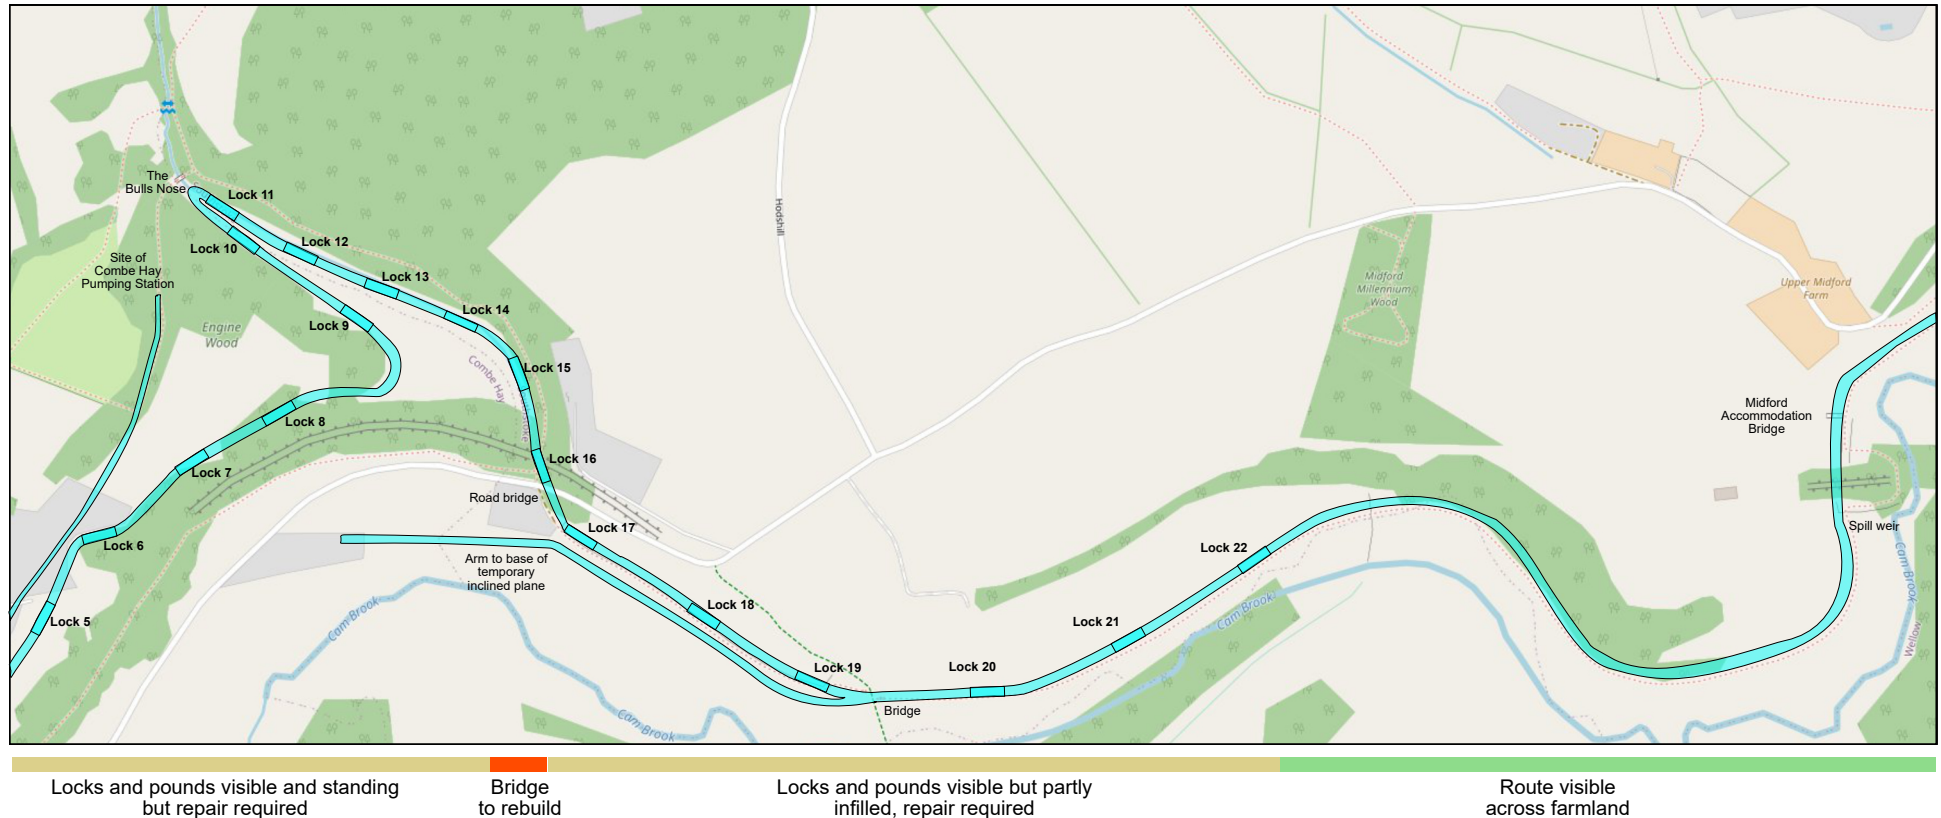 The
Bulls Nose
Lock 11
Lock 10
Lock 12
Site of
Combe Hay
Pumping Station
Lock 13
Lock 14
Lock 9
Engine
Wood
Combe Hay
Lock 15
Lock 8
Lock 7
Lock 16
Road bridge
Lock 17
Lock 6
Arm to base of
temporary
inclined plane
Lock 5
Cam Brook
Lock 18
Lock 19
Cam Brook
Bridge
Lock 20
Lock 21
Lock 22
Cam Brook
Hodshill
Midford
Millennium
Wood
Upper Midford
Farm
Midford
Accommodation
Bridge
Spill weir
Cam Brook
Wellow
Locks and pounds visible and standing
but repair required
Bridge
to rebuild
Locks and pounds visible but partly
infilled, repair required
Route visible
across farmland